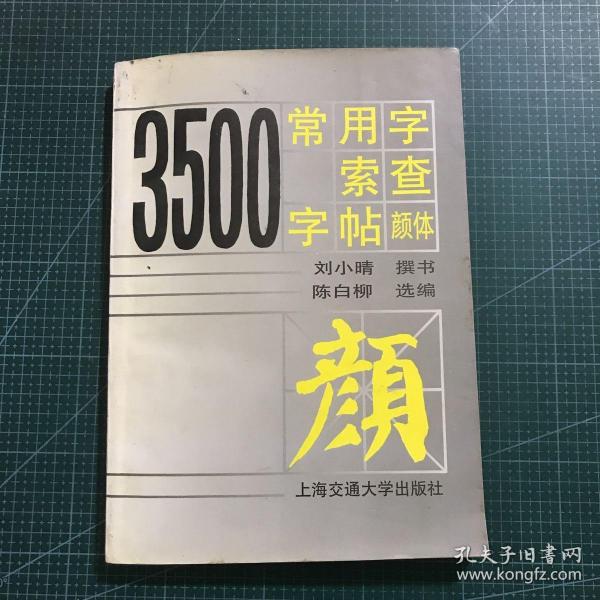 3500常用字
索查
字帖 颜体
刘小晴 撰书
陈白柳 选编
顔
上海交通大学出版社
孔夫子旧書网
www.kongfz.com